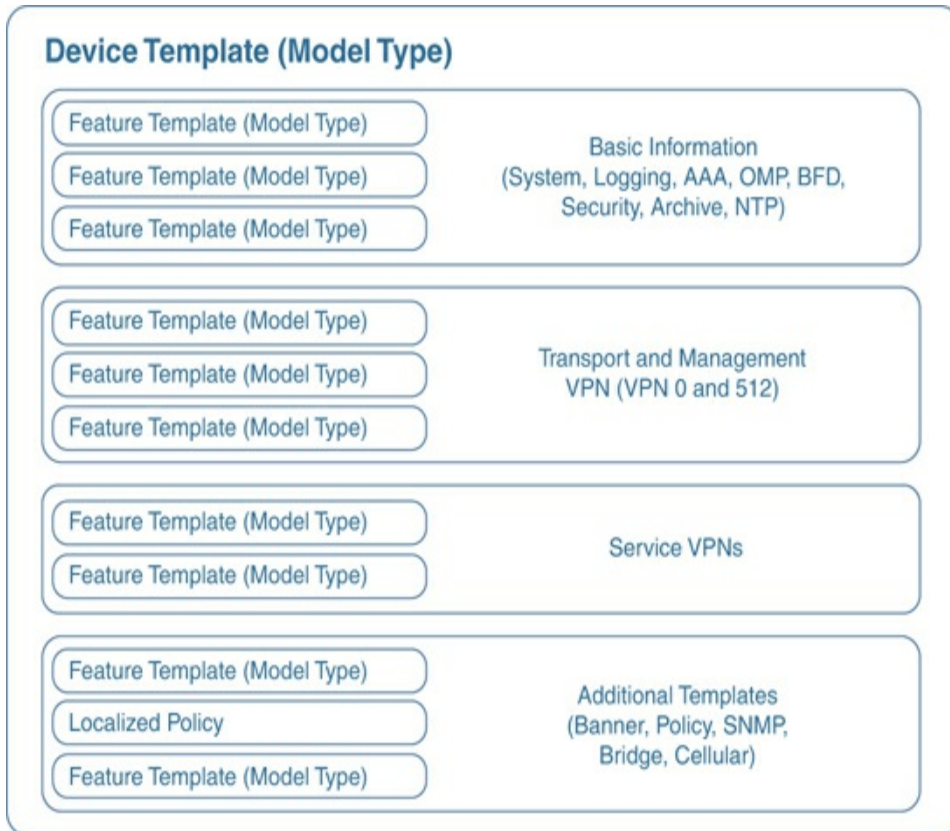 Device Template (Model Type)
Feature Template (Model Type)
Feature Template (Model Type)
Feature Template (Model Type)
Basic Information
(System, Logging, AAA, OMP, BFD,
Security, Archive, NTP)
Feature Template (Model Type)
Feature Template (Model Type)
Feature Template (Model Type)
Transport and Management
VPN (VPN 0 and 512)
Feature Template (Model Type)
Feature Template (Model Type)
Service VPNs
Feature Template (Model Type)
Localized Policy
Feature Template (Model Type)
Additional Templates
(Banner, Policy, SNMP,
Bridge, Cellular)